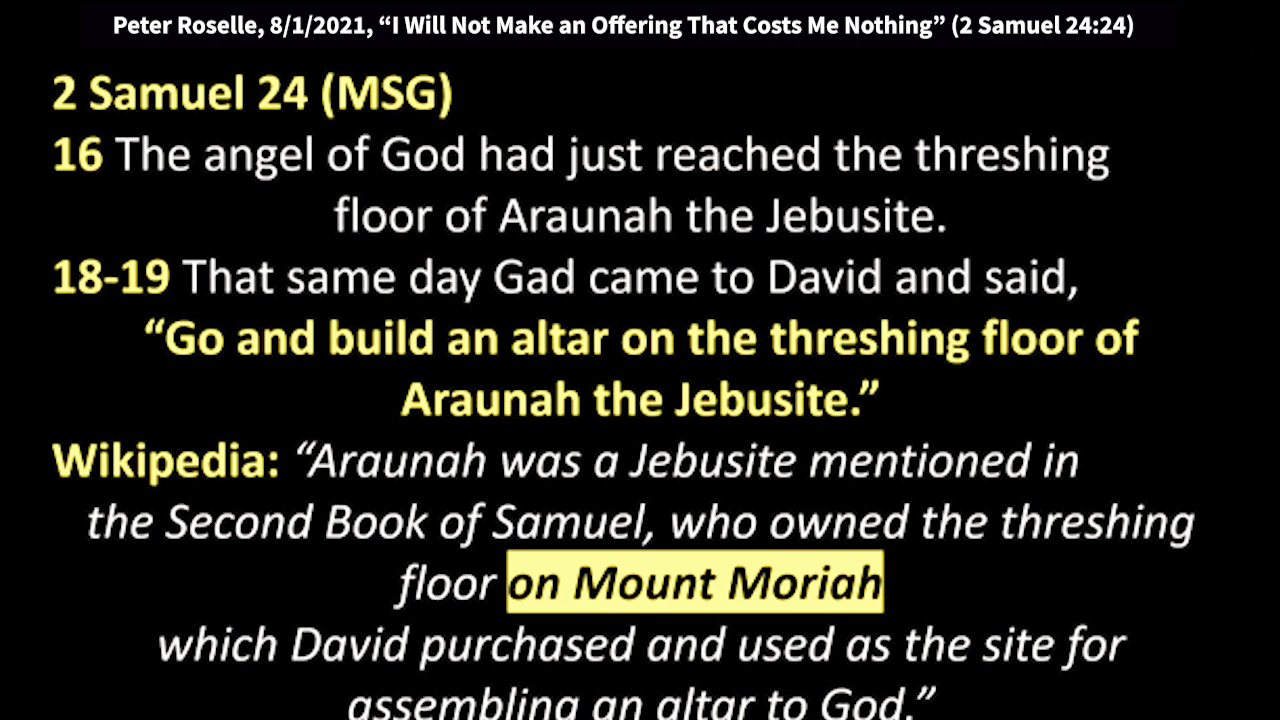 Peter Roselle, 8/1/2021, “I Will Not Make an Offering That Costs Me Nothing” (2 Samuel 24:24)
2 Samuel 24 (MSG)
16 The angel of God had just reached the threshing
floor of Araunah the Jebusite.
18-19 That same day Gad came to David and said,
“Go and build an altar on the threshing floor of
Araunah the Jebusite.”
Wikipedia: “Araunah was a Jebusite mentioned in
the Second Book of Samuel, who owned the threshing
floor on Mount Moriah
which David purchased and used as the site for
assembling an altar to God.”